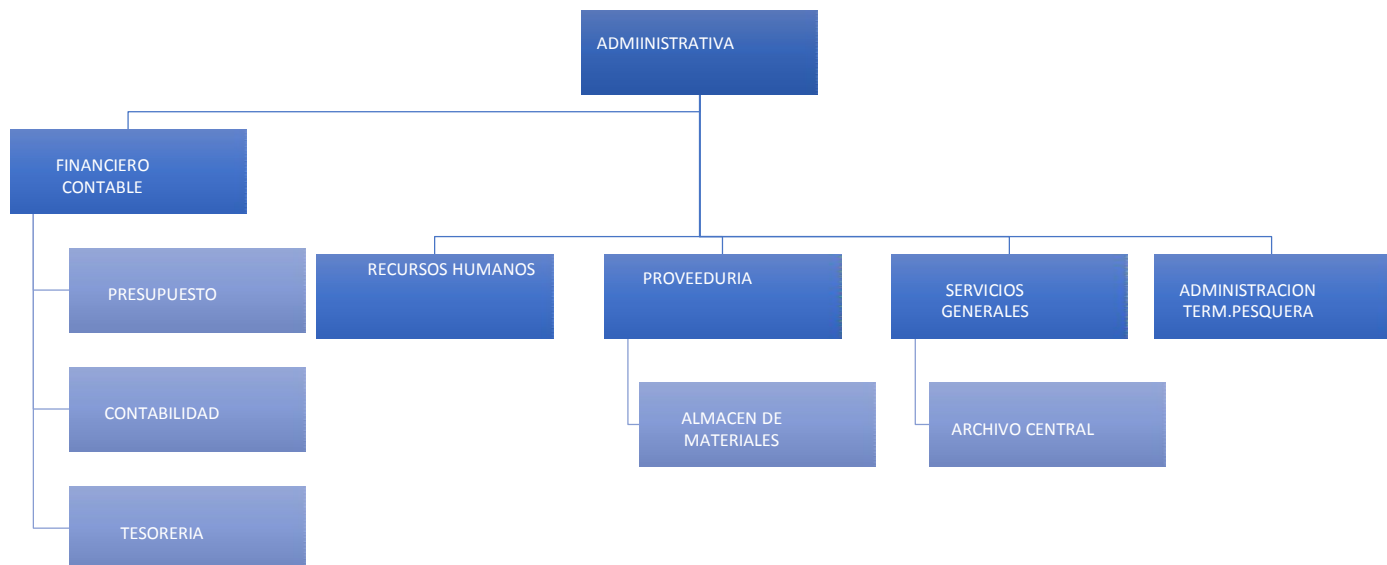 ADMIINISTRATIVA
FINANCIERO
CONTABLE
PRESUPUESTO
CONTABILIDAD
TESORERIA
RECURSOS HUMANOS
PROVEEDURIA
ALMACEN DE
MATERIALES
SERVICIOS
GENERALES
ARCHIVO CENTRAL
ADMINISTRACION
TERM.PESQUERA